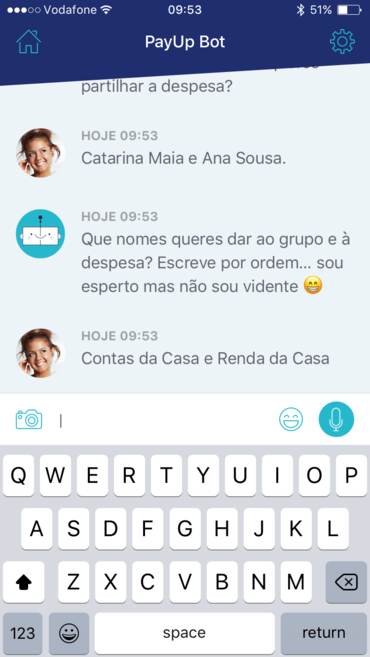 Vodafone 09:53 51%
PayUp Bot
partilhar a despesa?
HOJE 09:53
Catarina Maia e Ana Sousa.
HOJE 09:53
Que nomes queres dar ao grupo e à
despesa? Escreve por ordem... sou
esperto mas não sou vidente 😁
HOJE 09:53
Contas da Casa e Renda da Casa
Q W E R T Y U I O P
A S D F G H J K L
Z X C V B N M
123 space return